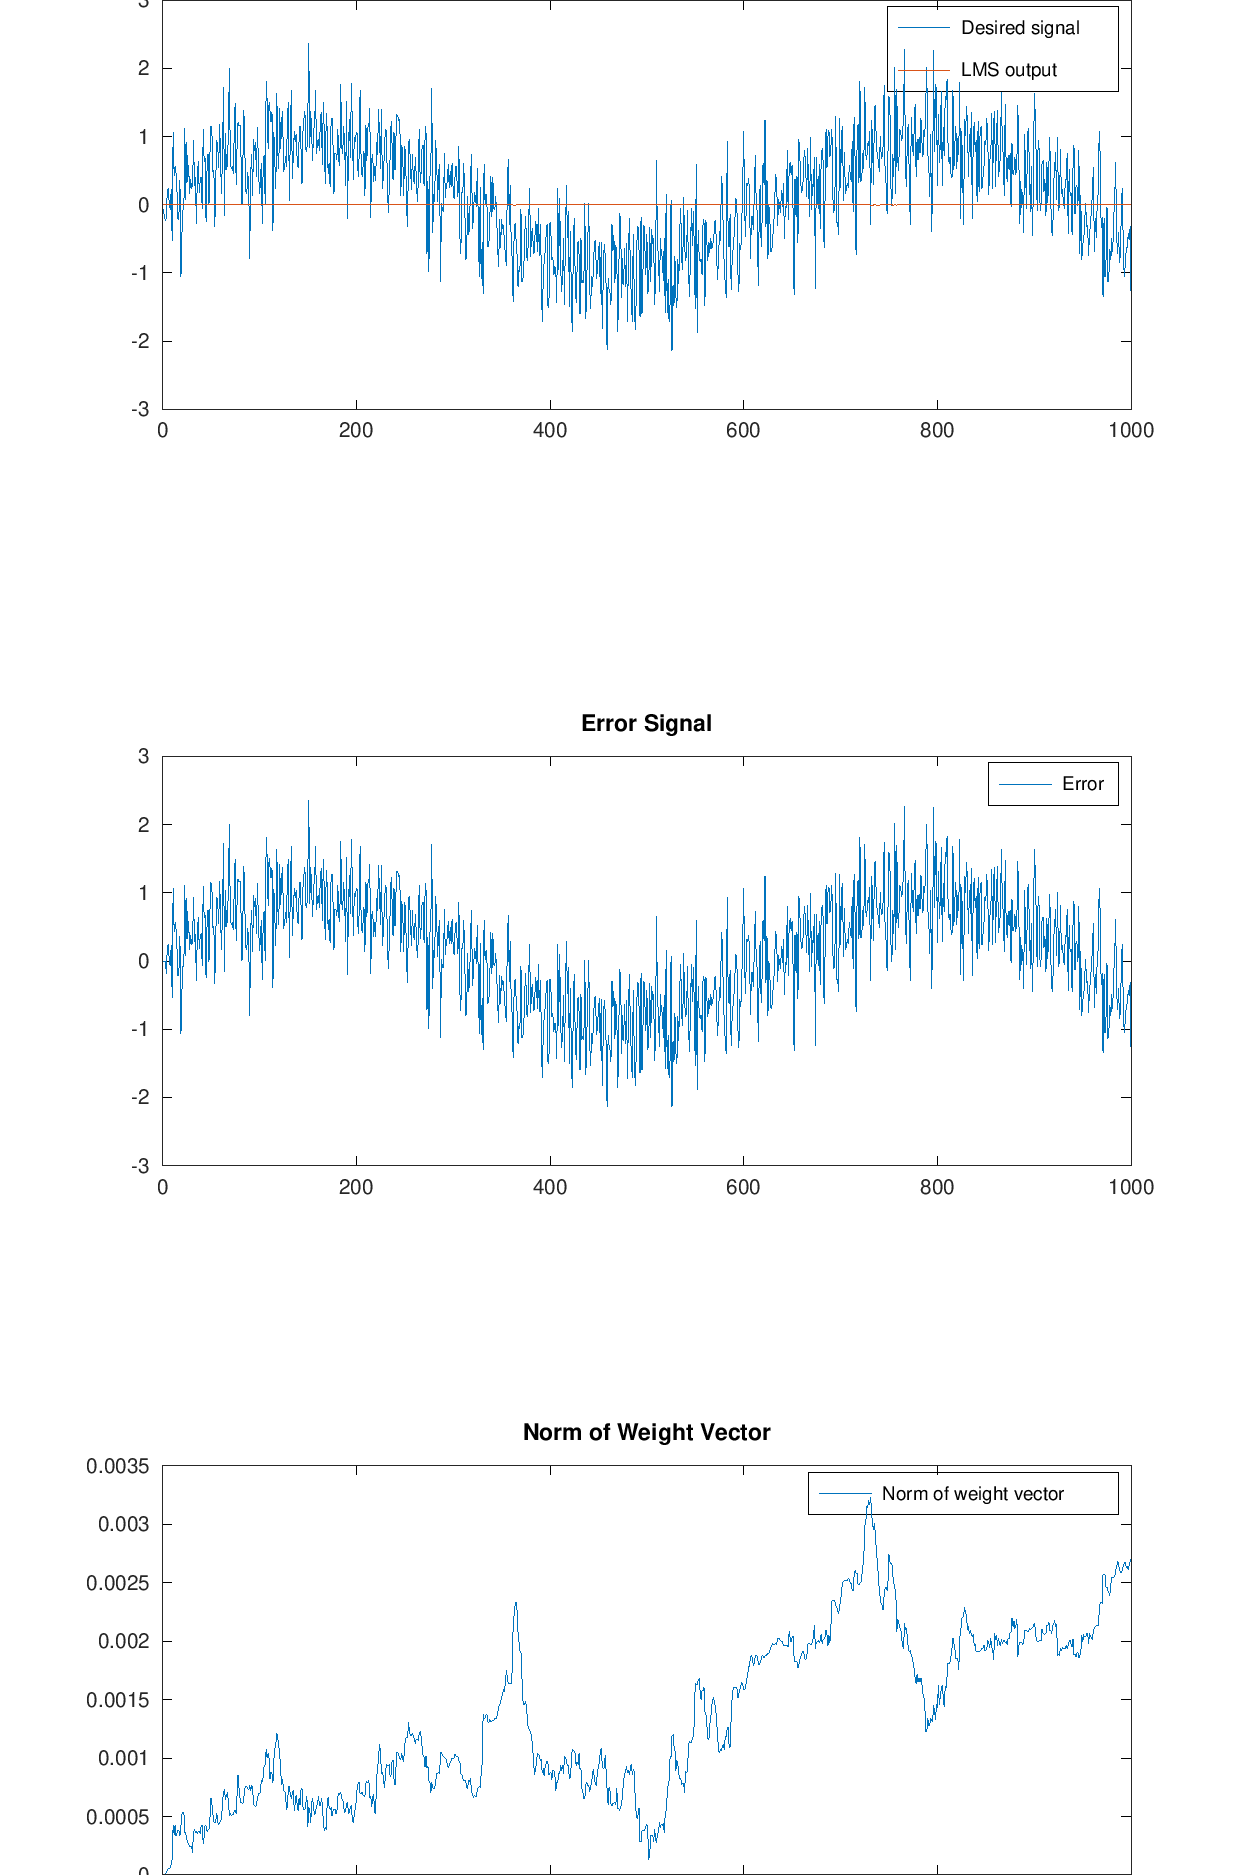 3
Desired signal
2
LMS output
1
0
-1
-2
-3
0 200 400 600 800 1000
Error Signal
3
Error
2
1
0
-1
-2
-3
0 200 400 600 800 1000
Norm of Weight Vector
0.0035
Norm of weight vector
0.003
0.0025
0.002
0.0015
0.001
0.0005
0